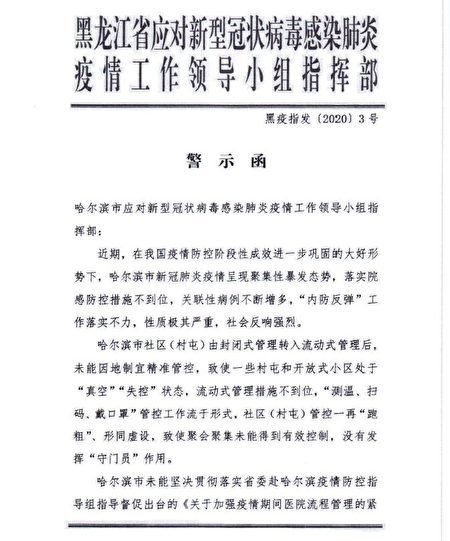 黑龙江省应对新型冠状病毒感染肺炎
疫情工作领导小组指挥部
黑疫指发〔2020〕3号
警示函
哈尔滨市应对新型冠状病毒感染肺炎疫情工作领导小组指
挥部：
近期，在我国疫情防控阶段性成效进一步巩固的大好形
势下，哈尔滨市新冠肺炎疫情呈现聚集性暴发态势，落实院
感防控措施不到位，关联性病例不断增多，“内防反弹”工
作落实不力，性质极其严重，社会反响强烈。
哈尔滨市社区（村屯）由封闭式管理转入流动式管理后，
未能因地制宜精准管控，致使一些村屯和开放式小区处于
“真空”“失控”状态，流动式管理措施不到位，“测温、扫
码、戴口罩”管控工作流于形式，社区（村屯）管控一再“跑
粗”、形同虚设，致使聚会聚集未能得到有效控制，没有发
挥“守门员”作用。
哈尔滨市未能坚决贯彻落实省委赴哈尔滨疫情防控指
导组指导督促出台的《关于加强疫情期间医院流程管理的紧